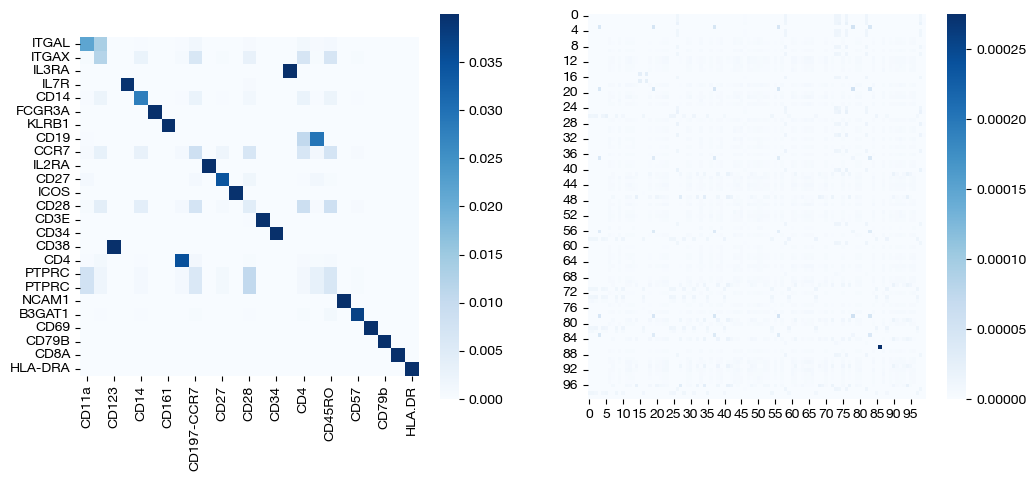 ITGAL
ITGAX
IL3RA
IL7R
CD14
FCGR3A
KLRB1
CD19
CCR7
IL2RA
CD27
ICOS
CD28
CD3E
CD34
CD38
CD4
PTPRC
PTPRC
NCAM1
B3GAT1
CD69
CD79B
CD8A
HLA-DRA
CD11a
CD123
CD14
CD161
CD197-CCR7
CD27
CD28
CD34
CD4
CD45RO
CD57
CD79b
HLA.DR
0.035
0.030
0.025
0.020
0.015
0.010
0.005
0.000
0
4
8
12
16
20
24
28
32
36
40
44
48
52
56
60
64
68
72
76
80
84
88
92
96
0 5 10 15 20 25 30 35 40 45 50 55 60 65 70 75 80 85 90 95
0.00025
0.00020
0.00015
0.00010
0.00005
0.00000